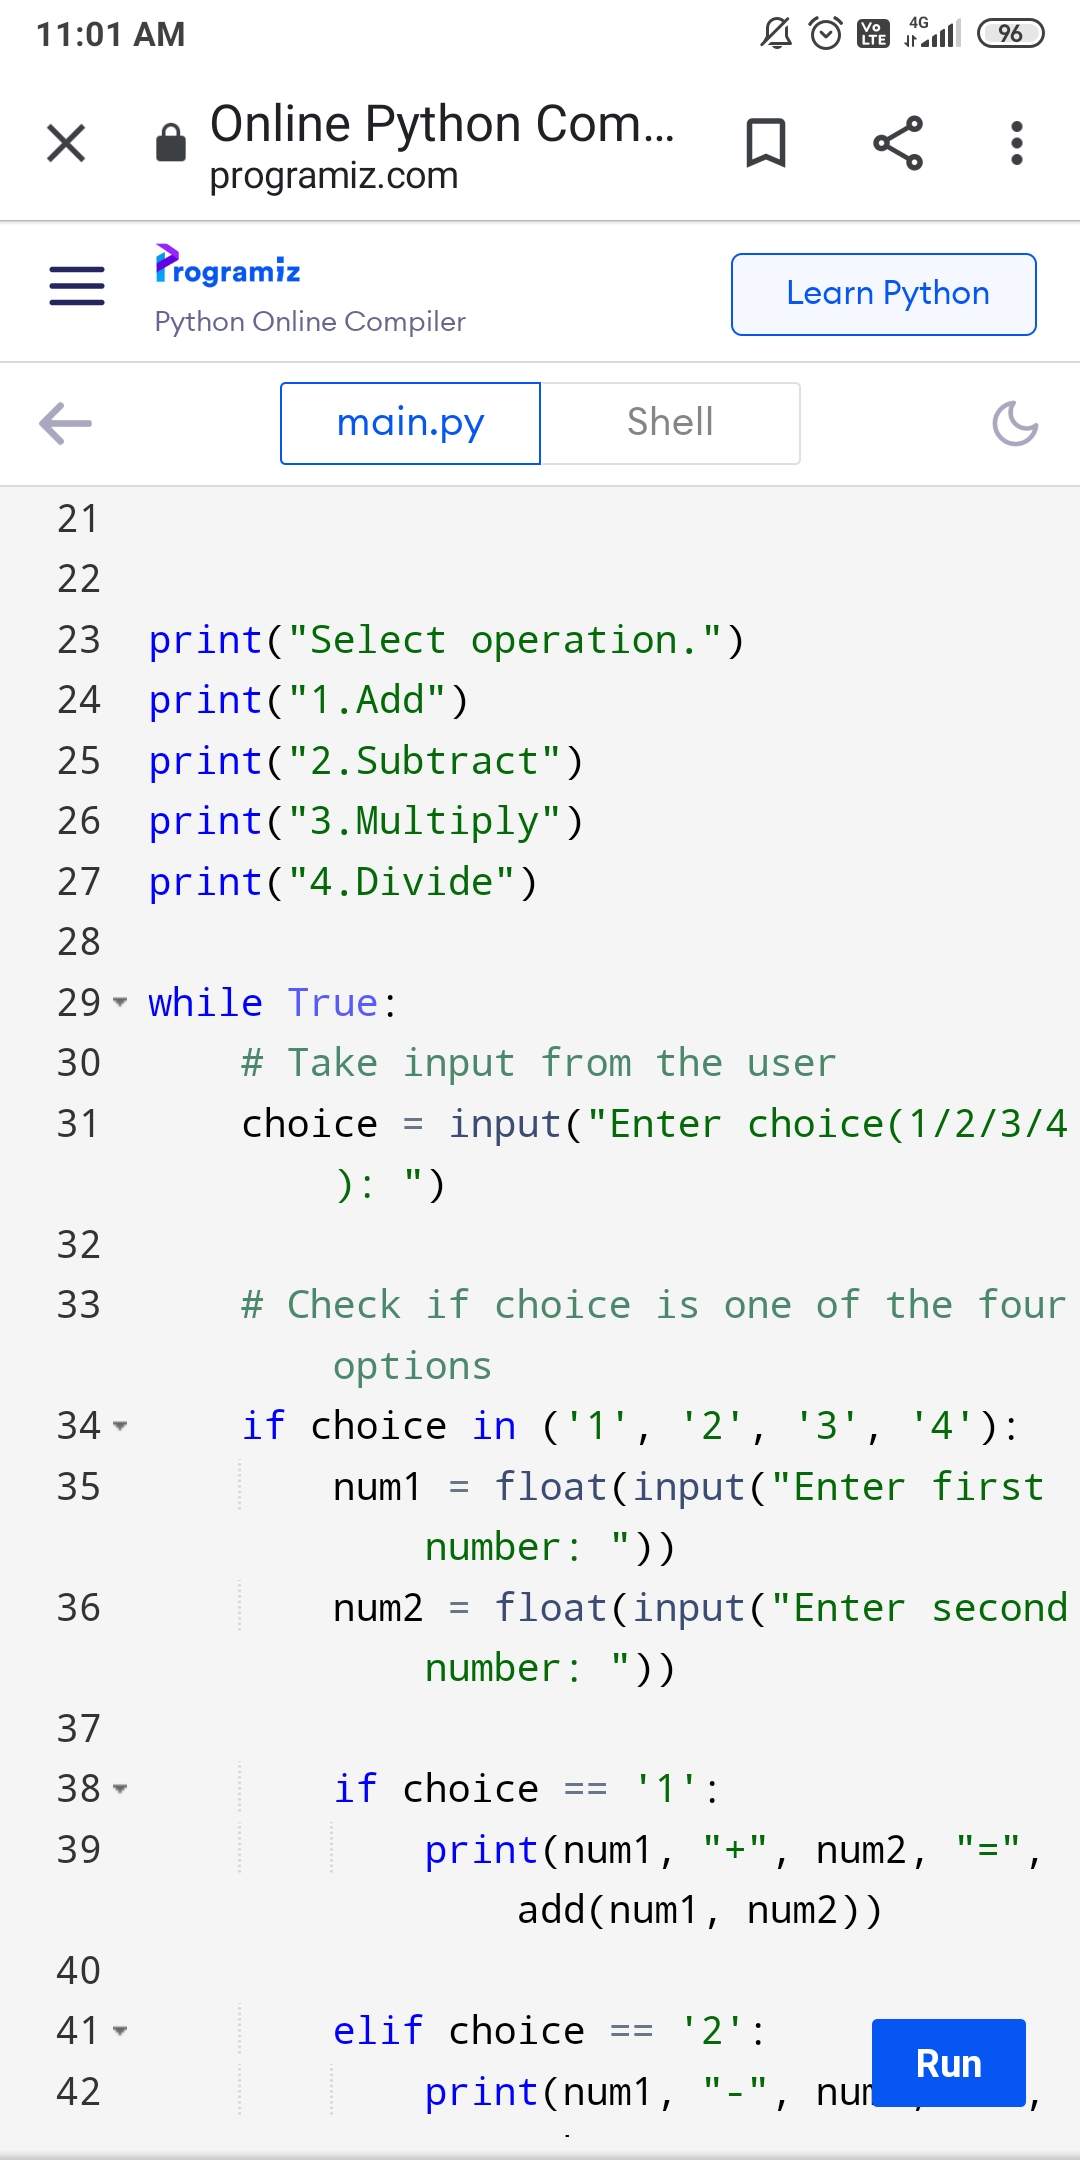 11:01 AM
Vo LTE 4G 96
Online Python Com...
programiz.com
Programiz
Python Online Compiler
Learn Python
main.py
Shell
21
22
23 print("Select operation.")
24 print("1.Add")
25 print("2.Subtract")
26 print("3.Multiply")
27 print("4.Divide")
28
29 while True:
30 # Take input from the user
31 choice = input("Enter choice(1/2/3/4
): ")
32
33 # Check if choice is one of the four
options
34 if choice in ('1', '2', '3', '4'):
35 num1 = float(input("Enter first
number: "))
36 num2 = float(input("Enter second
number: "))
37
38 if choice == '1':
39 print(num1, "+", num2, "=",
add(num1, num2))
40
41 elif choice == '2':
42 print(num1, "-",
Run